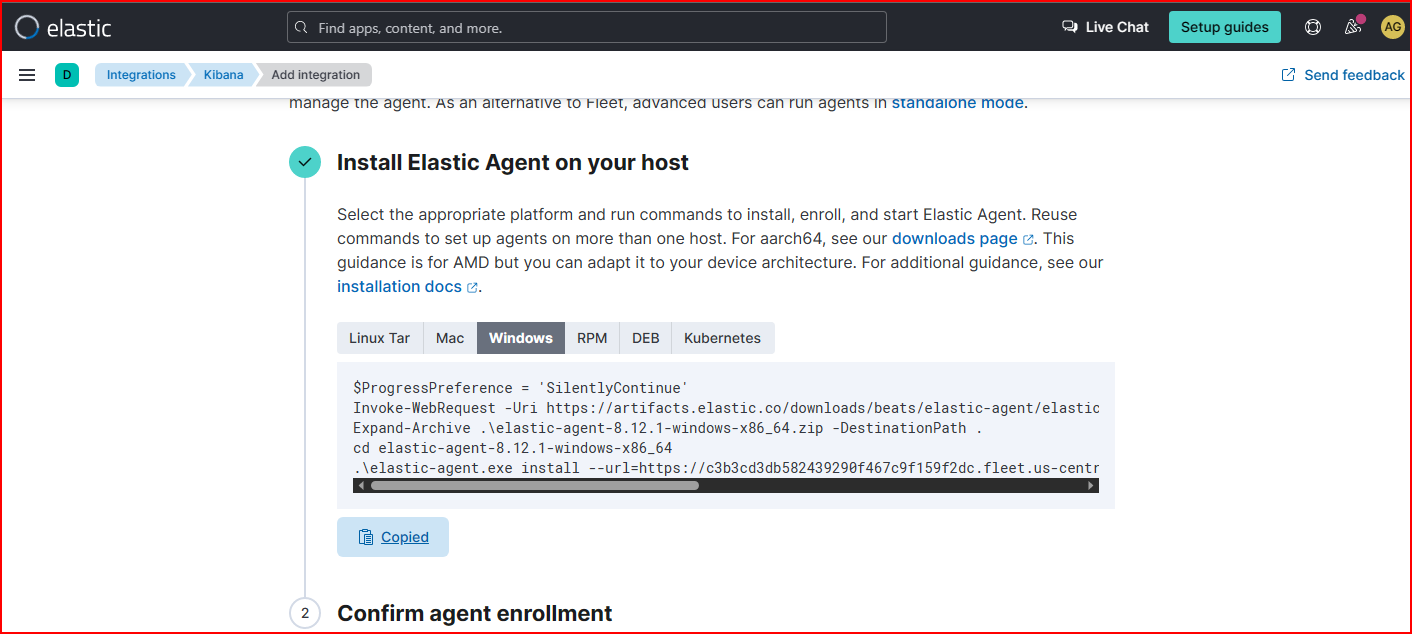 elastic
Find apps, content, and more.
Live Chat
Setup guides
AG
D
Integrations
Kibana
Add integration
Send feedback
manage the agent. As an alternative to Fleet, advanced users can run agents in standalone mode.
Install Elastic Agent on your host
Select the appropriate platform and run commands to install, enroll, and start Elastic Agent. Reuse
commands to set up agents on more than one host. For aarch64, see our downloads page. This
guidance is for AMD but you can adapt it to your device architecture. For additional guidance, see our
installation docs.
Linux Tar
Mac
Windows
RPM
DEB
Kubernetes
$ProgressPreference = 'SilentlyContinue'
Invoke-WebRequest -Uri https://artifacts.elastic.co/downloads/beats/elastic-agent/elastic
Expand-Archive .\elastic-agent-8.12.1-windows-x86_64.zip -DestinationPath .
cd elastic-agent-8.12.1-windows-x86_64
.\elastic-agent.exe install --url=https://c3b3cd3db582439290f467c9f159f2dc.fleet.us-centr
Copied
2
Confirm agent enrollment